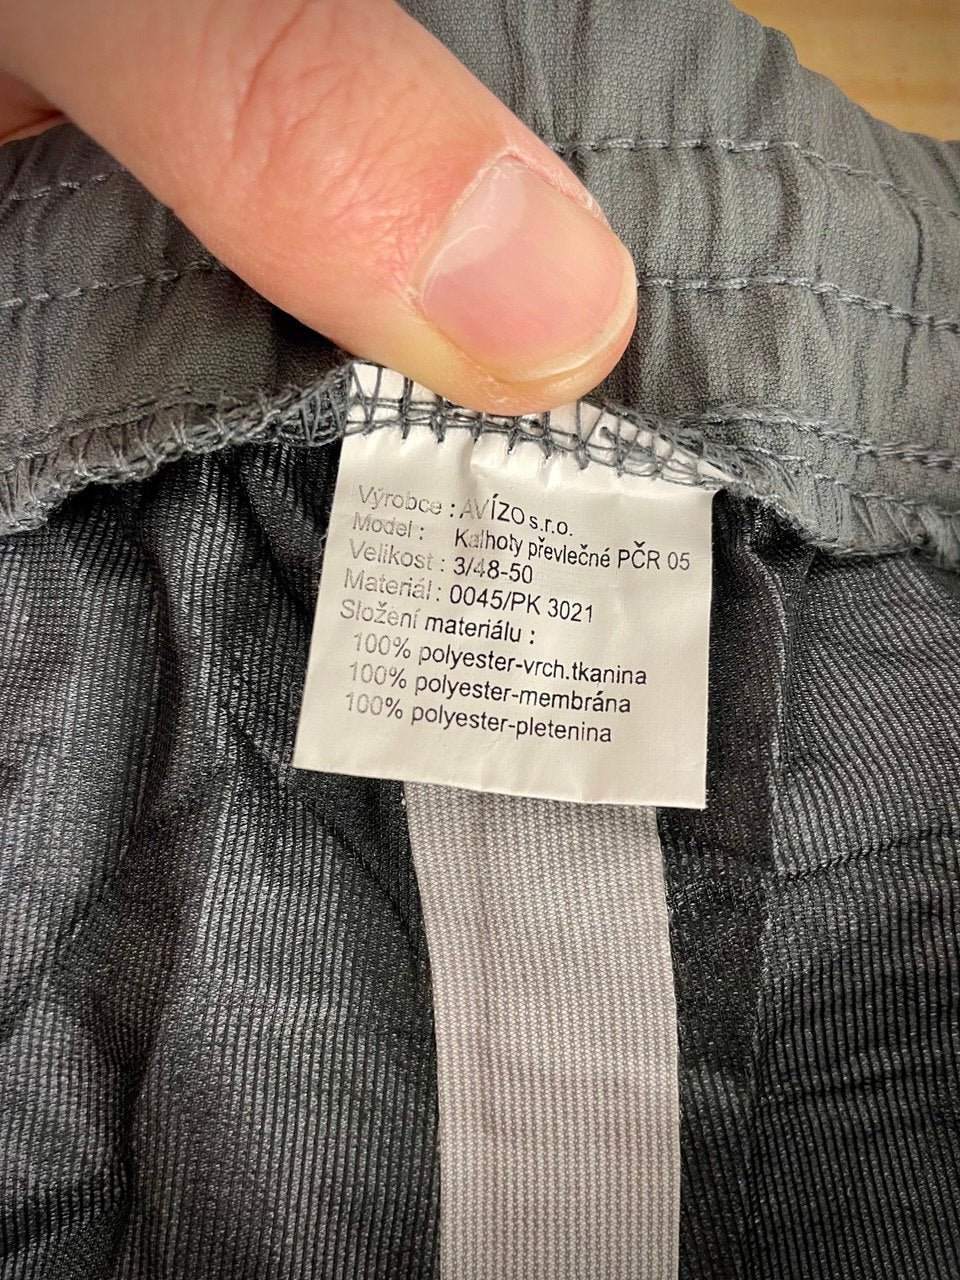 Výrobce : AVÍZO s.r.o.
Model : Kalhoty převlečné PČR 05
Velikost : 3/48-50
Materiál : 0045/PK 3021
Složení materiálu :
100% polyester-vrch.tkanina
100% polyester-membrána
100% polyester-pletenina